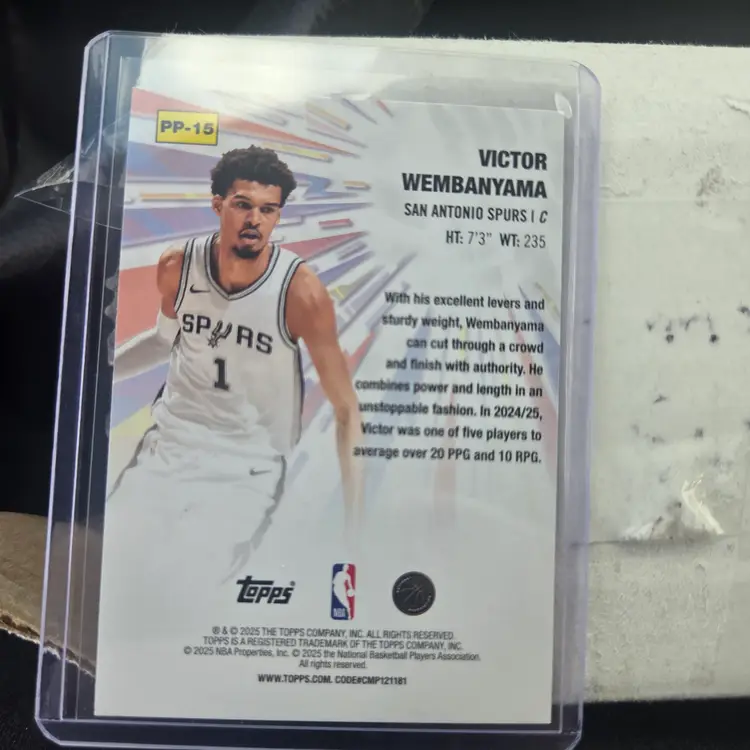 PP-15
VICTOR
WEMBANYAMA
SAN ANTONIO SPURS | C
HT: 7'3" WT: 235
With his excellent levers and
sturdy weight, Wembanyama
can cut through a crowd
and finish with authority. He
combines power and length in an
unstoppable fashion. In 2024/25,
Victor was one of five players to
average over 20 PPG and 10 RPG.
SPURS
1
Topps®
NBA
® & © 2025 THE TOPPS COMPANY, INC. ALL RIGHTS RESERVED.
TOPPS IS A REGISTERED TRADEMARK OF THE TOPPS COMPANY, INC.
© 2025 NBA Properties, Inc. © 2025 the National Basketball Players Association.
All rights reserved.
WWW.TOPPS.COM. CODE#CMP121181